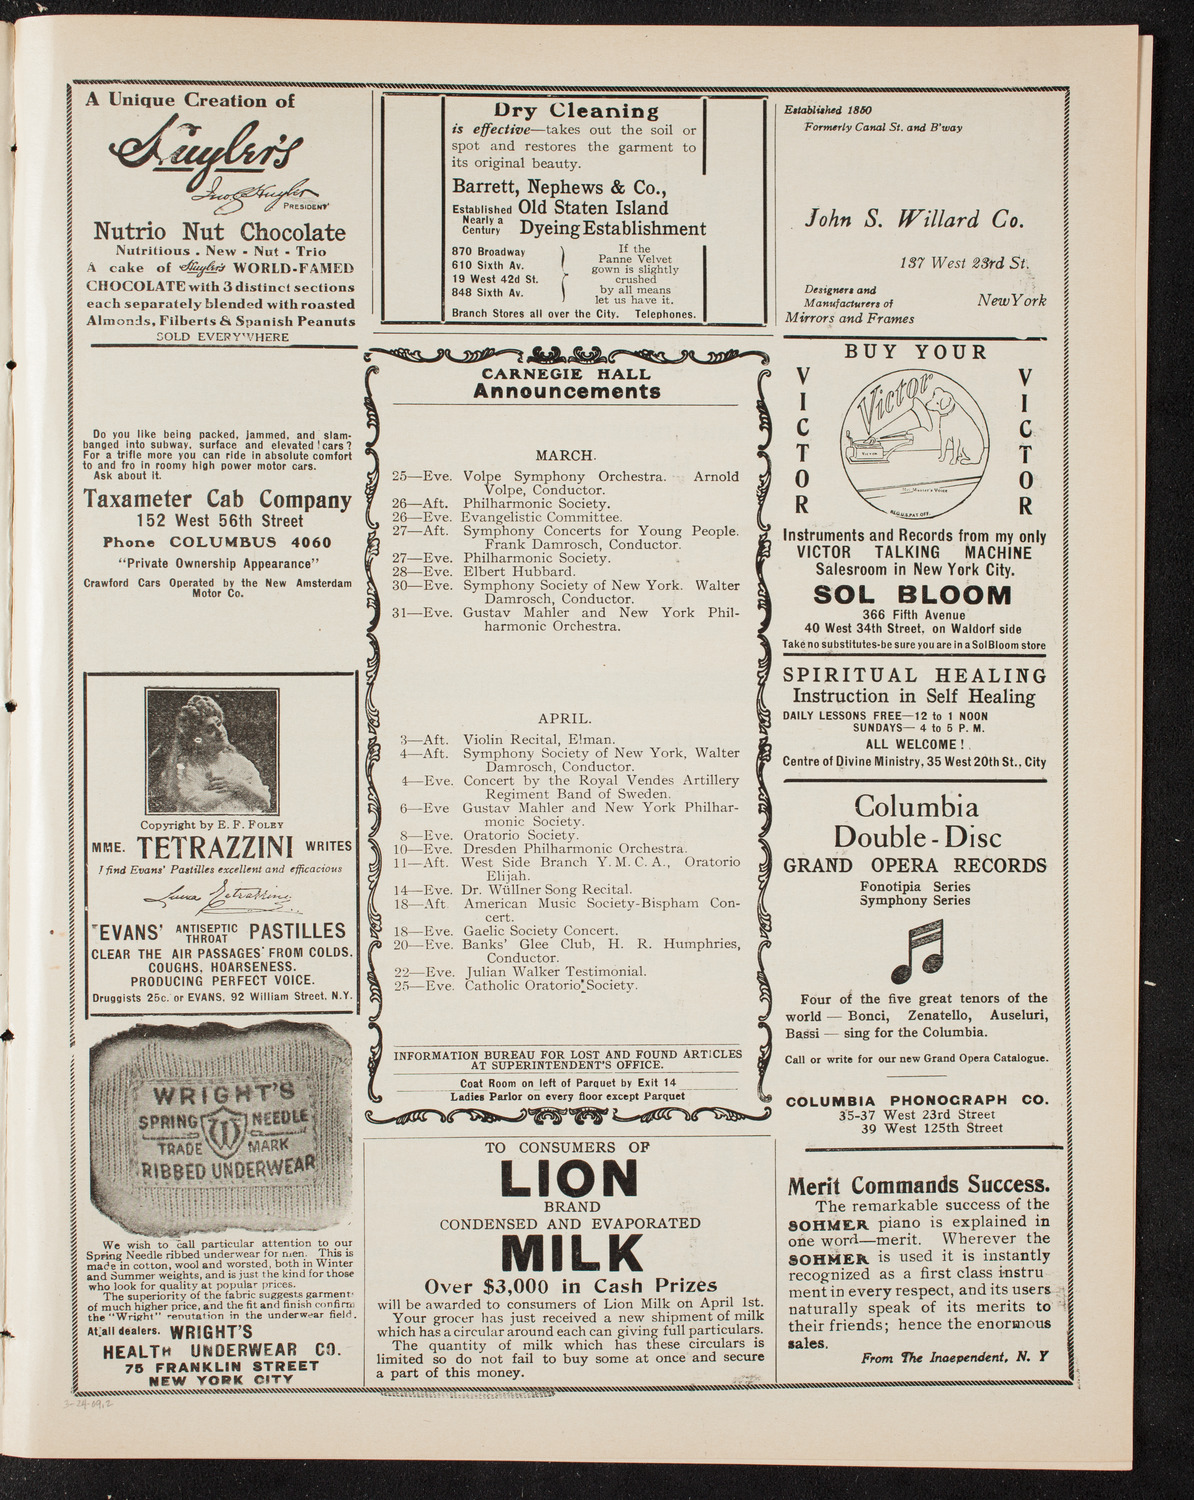 A Unique Creation of
Huyler's
Jno. S. Huyler
PRESIDENT
Nutrio Nut Chocolate
Nutritious - New - Nut - Trio
A cake of Huyler's WORLD-FAMED
CHOCOLATE with 3 distinct sections
each separately blended with roasted
Almonds, Filberts & Spanish Peanuts
SOLD EVERYWHERE
Do you like being packed, jammed, and slam-
banged into subway, surface and elevated cars?
For a trifle more you can ride in absolute comfort
to and fro in roomy high power motor cars.
Ask about it.
Taxameter Cab Company
152 West 56th Street
Phone COLUMBUS 4060
"Private Ownership Appearance"
Crawford Cars Operated by the New Amsterdam
Motor Co.
Copyright by E. F. FOLEY
MME. TETRAZZINI WRITES
I find Evans' Pastilles excellent and efficacious
Luisa Tetrazzini
EVANS' ANTISEPTIC THROAT PASTILLES
CLEAR THE AIR PASSAGES FROM COLDS,
COUGHS, HOARSENESS.
PRODUCING PERFECT VOICE.
Druggists 25c. or EVANS, 92 William Street, N.Y.
WRIGHT'S
SPRING NEEDLE
W
TRADE MARK
RIBBED UNDERWEAR
We wish to call particular attention to our
Spring Needle ribbed underwear for men. This is
made in cotton, wool and worsted, both in Winter
and Summer weights, and is just the kind for those
who look for quality at popular prices.
The superiority of the fabric suggests garments
of much higher price, and the fit and finish confirm
the "Wright" reputation in the underwear field.
At all dealers. WRIGHT'S
HEALTH UNDERWEAR CO.
75 FRANKLIN STREET
NEW YORK CITY
Dry Cleaning
is effective—takes out the soil or
spot and restores the garment to
its original beauty.
Barrett, Nephews & Co.,
Established Nearly a Century
Old Staten Island
Dyeing Establishment
870 Broadway
610 Sixth Av.
19 West 42d St.
848 Sixth Av.
If the
Panne Velvet
gown is slightly
crushed
by all means
let us have it.
Branch Stores all over the City. Telephones.
CARNEGIE HALL
Announcements
MARCH.
25—Eve. Volpe Symphony Orchestra. Arnold
Volpe, Conductor.
26—Aft. Philharmonic Society.
26—Eve. Evangelistic Committee.
27—Aft. Symphony Concerts for Young People.
Frank Damrosch, Conductor.
27—Eve. Philharmonic Society.
28—Eve. Elbert Hubbard.
30—Eve. Symphony Society of New York. Walter
Damrosch, Conductor.
31—Eve. Gustav Mahler and New York Phil-
harmonic Orchestra.
APRIL.
3—Aft. Violin Recital, Elman.
4—Aft. Symphony Society of New York, Walter
Damrosch, Conductor.
4—Eve. Concert by the Royal Vendes Artillery
Regiment Band of Sweden.
6—Eve Gustav Mahler and New York Philhar-
monic Society.
8—Eve. Oratorio Society.
10—Eve. Dresden Philharmonic Orchestra.
11—Aft. West Side Branch Y. M. C. A., Oratorio
Elijah.
14—Eve. Dr. Wüllner Song Recital.
18—Aft American Music Society-Bispham Con-
cert.
18—Eve. Gaelic Society Concert.
20—Eve. Banks' Glee Club, H. R. Humphries,
Conductor.
22—Eve. Julian Walker Testimonial.
25—Eve. Catholic Oratorio Society.
INFORMATION BUREAU FOR LOST AND FOUND ARTICLES
AT SUPERINTENDENT'S OFFICE.
Coat Room on left of Parquet by Exit 14
Ladies Parlor on every floor except Parquet
TO CONSUMERS OF
LION
BRAND
CONDENSED AND EVAPORATED
MILK
Over $3,000 in Cash Prizes
will be awarded to consumers of Lion Milk on April 1st.
Your grocer has just received a new shipment of milk
which has a circular around each can giving full particulars.
The quantity of milk which has these circulars is
limited so do not fail to buy some at once and secure
a part of this money.
Established 1850
Formerly Canal St. and B'way
John S. Willard Co.
137 West 23rd St.
Designers and
Manufacturers of
Mirrors and Frames
New York
BUY YOUR
VICTOR
Victor
VICTOR
His Master's Voice
REG. U.S. PAT. OFF.
VICTOR
Instruments and Records from my only
VICTOR TALKING MACHINE
Salesroom in New York City.
SOL BLOOM
366 Fifth Avenue
40 West 34th Street, on Waldorf side
Take no substitutes-be sure you are in a Sol Bloom store
SPIRITUAL HEALING
Instruction in Self Healing
DAILY LESSONS FREE—12 to 1 NOON
SUNDAYS— 4 to 5 P. M.
ALL WELCOME!
Centre of Divine Ministry, 35 West 20th St., City
Columbia
Double-Disc
GRAND OPERA RECORDS
Fonotipia Series
Symphony Series
Four of the five great tenors of the
world — Bonci, Zenatello, Auseluri,
Bassi — sing for the Columbia.
Call or write for our new Grand Opera Catalogue.
COLUMBIA PHONOGRAPH CO.
35-37 West 23rd Street
39 West 125th Street
Merit Commands Success.
The remarkable success of the
SOHMER piano is explained in
one word—merit. Wherever the
SOHMER is used it is instantly
recognized as a first class instru-
ment in every respect, and its users
naturally speak of its merits to
their friends; hence the enormous
sales.
From The Independent, N. Y
3-24-09,2